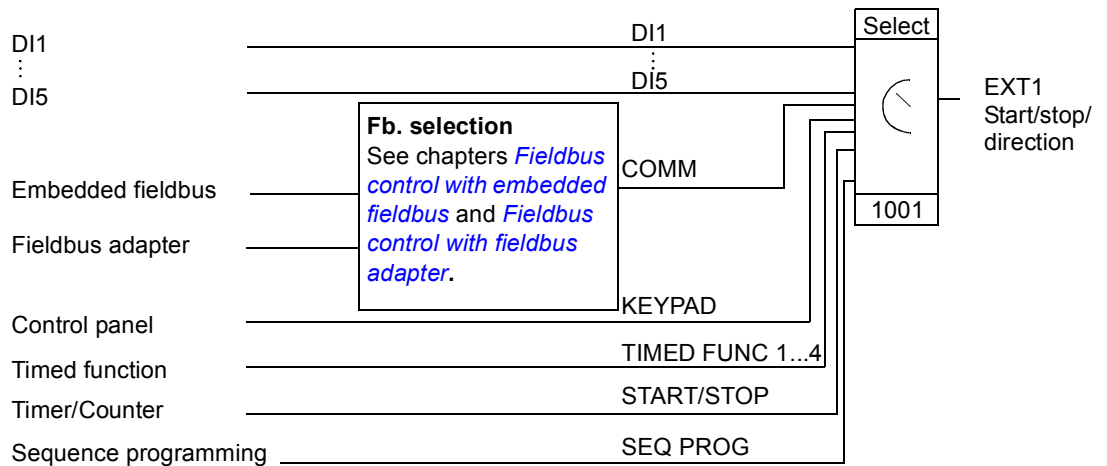 DI1
DI5
Embedded fieldbus
Fieldbus adapter
Control panel
Timed function
Timer/Counter
Sequence programming
Fb. selection
See chapters Fieldbus
control with embedded
fieldbus and Fieldbus
control with fieldbus
adapter.
DI1
DI5
COMM
KEYPAD
TIMED FUNC 1...4
START/STOP
SEQ PROG
Select
1001
EXT1
Start/stop/
direction